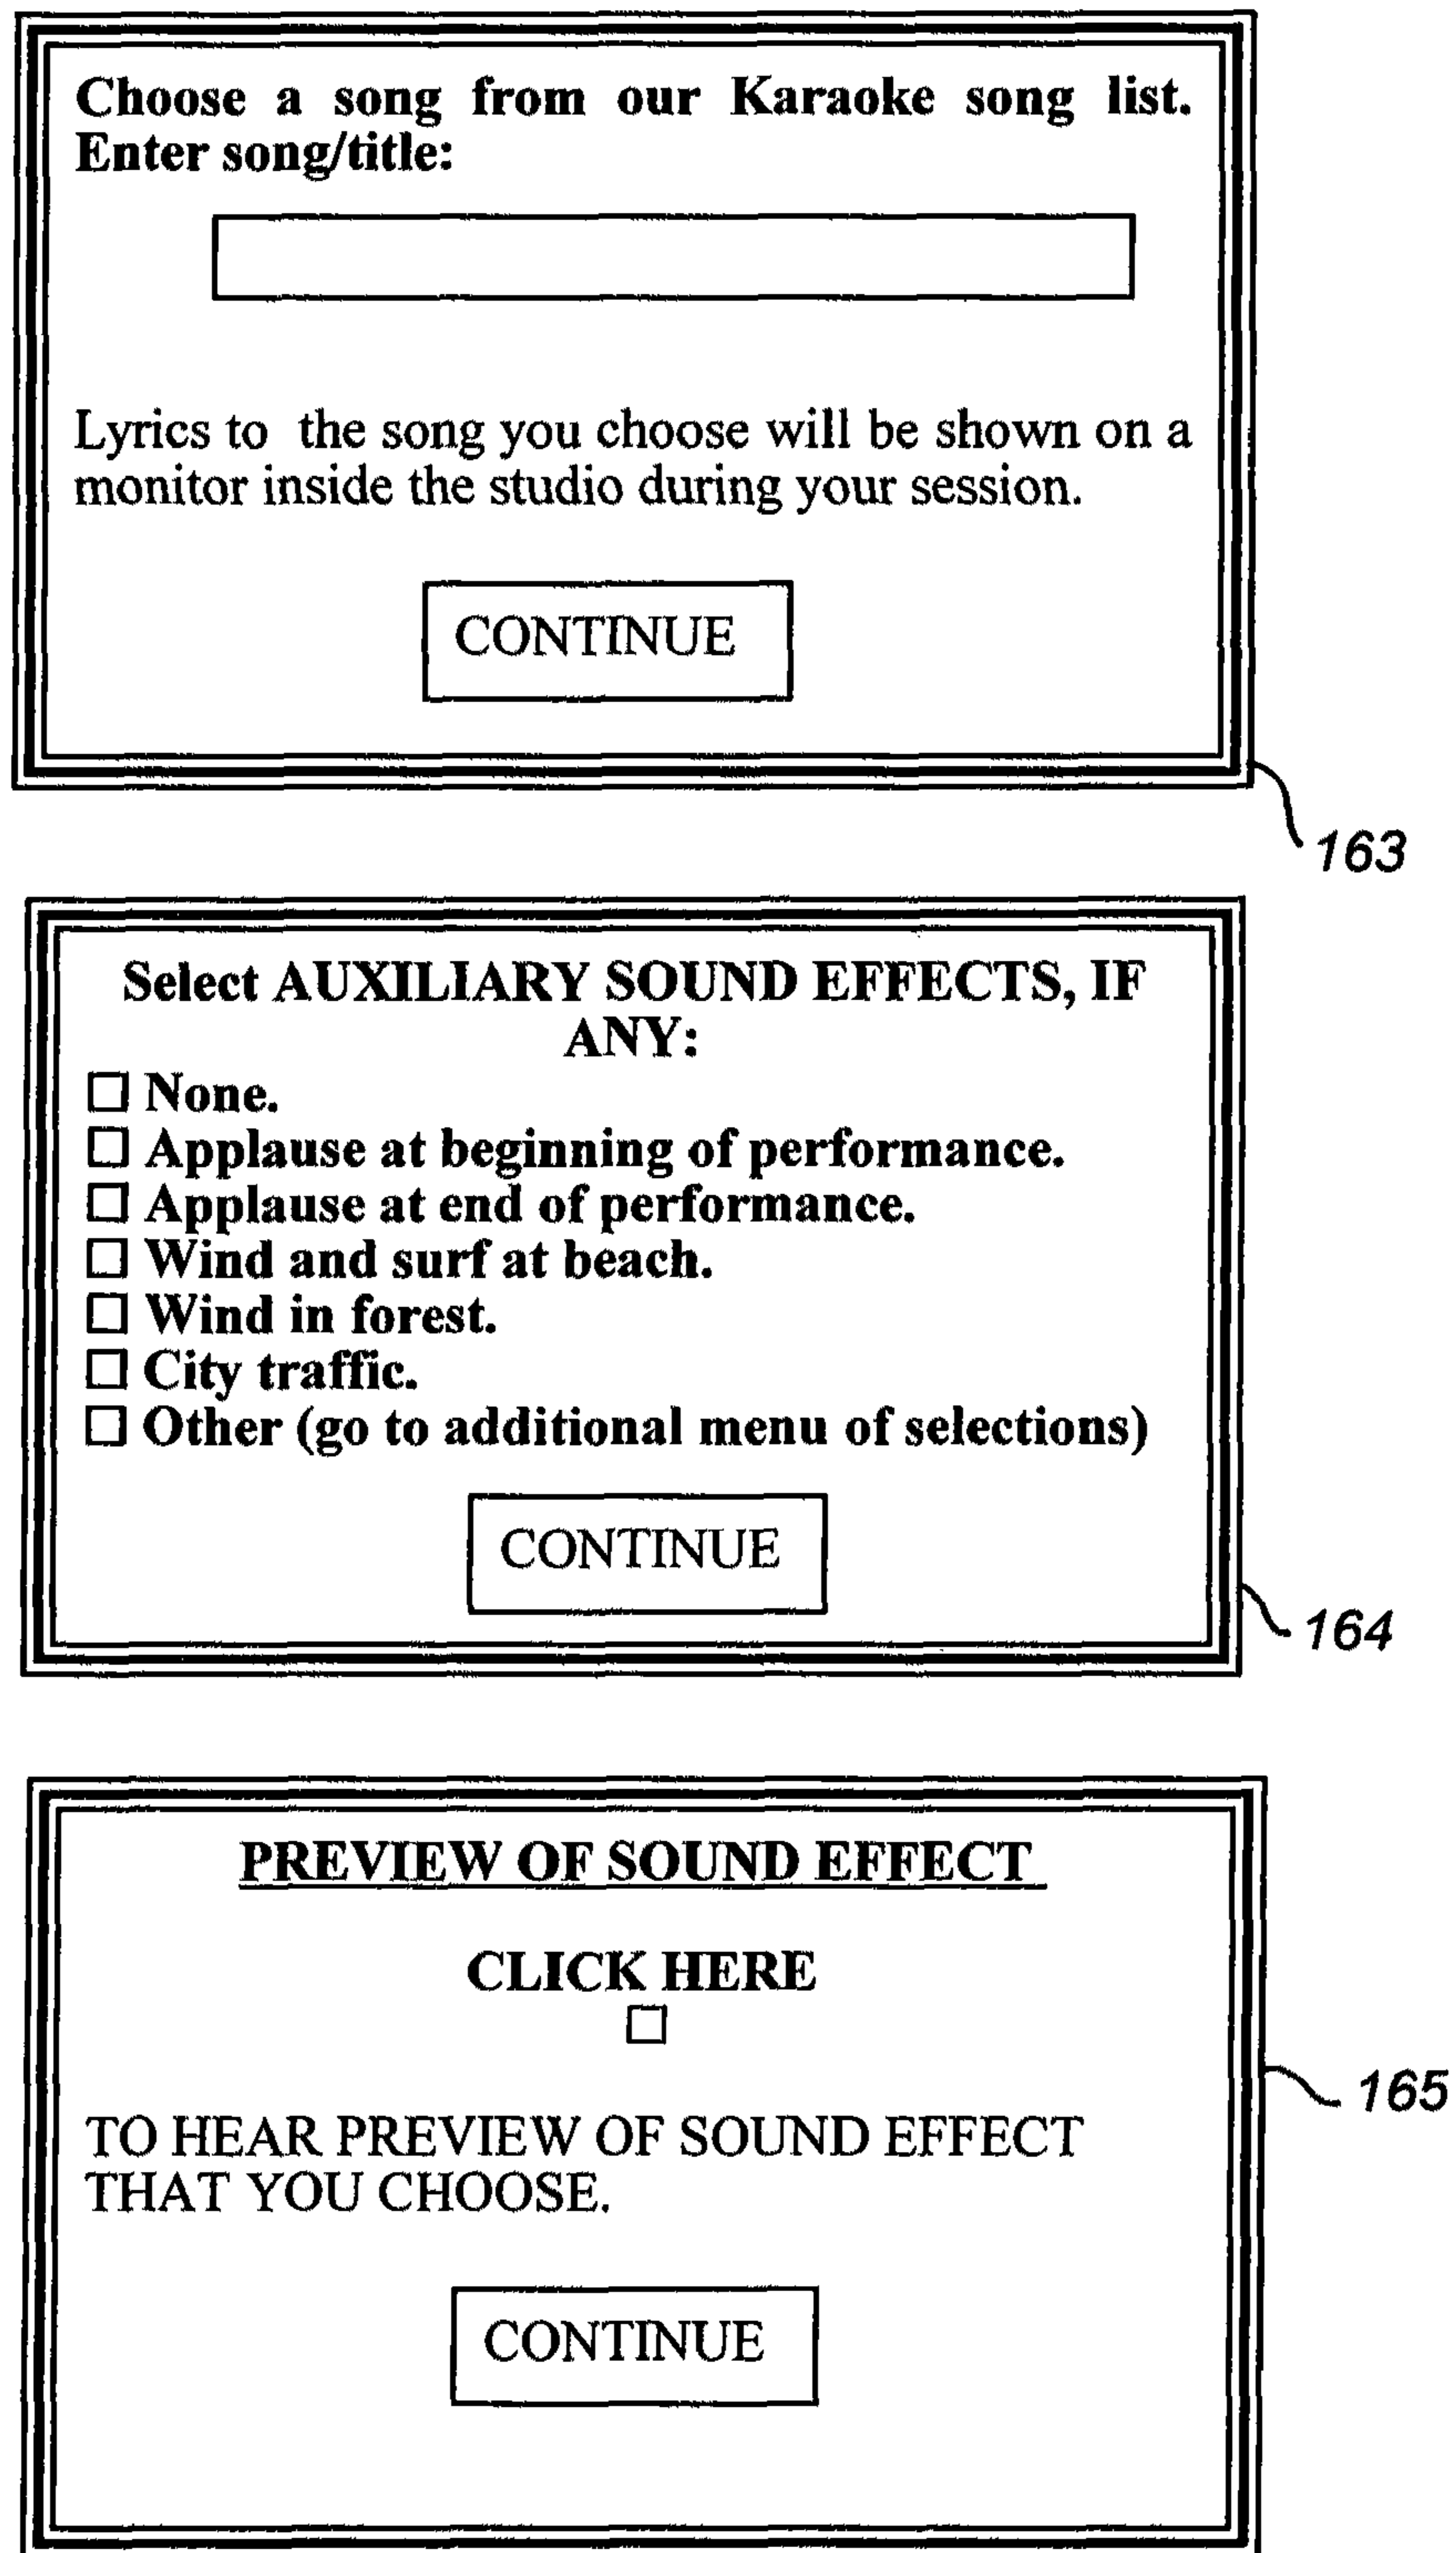 Choose a song from our Karaoke song list.
Enter song/title:
Lyrics to the song you choose will be shown on a
monitor inside the studio during your session.
CONTINUE
163
Select AUXILIARY SOUND EFFECTS, IF
ANY:
☐ None.
☐ Applause at beginning of performance.
☐ Applause at end of performance.
☐ Wind and surf at beach.
☐ Wind in forest.
☐ City traffic.
☐ Other (go to additional menu of selections)
CONTINUE
164
PREVIEW OF SOUND EFFECT
CLICK HERE
☐
165
TO HEAR PREVIEW OF SOUND EFFECT
THAT YOU CHOOSE.
CONTINUE